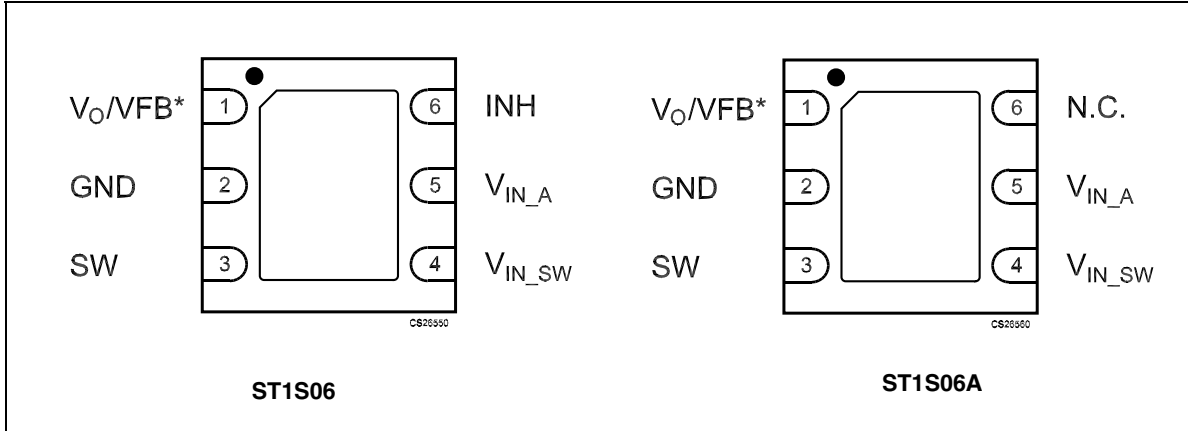 V_O/VFB* 1 6 INH
GND 2 5 V_IN_A
SW 3 4 V_IN_SW
CS26550
ST1S06
V_O/VFB* 1 6 N.C.
GND 2 5 V_IN_A
SW 3 4 V_IN_SW
CS26560
ST1S06A